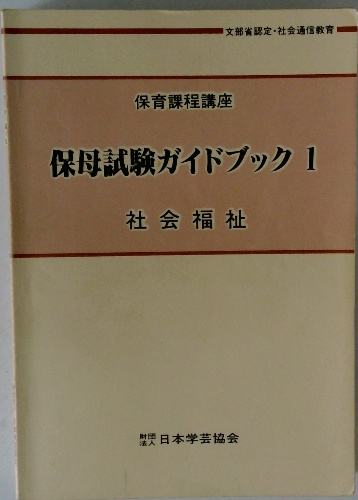 文部省認定・社会通信教育
保育課程講座
保母試験ガイドブック 1
社会福祉
財団法人 日本学芸協会